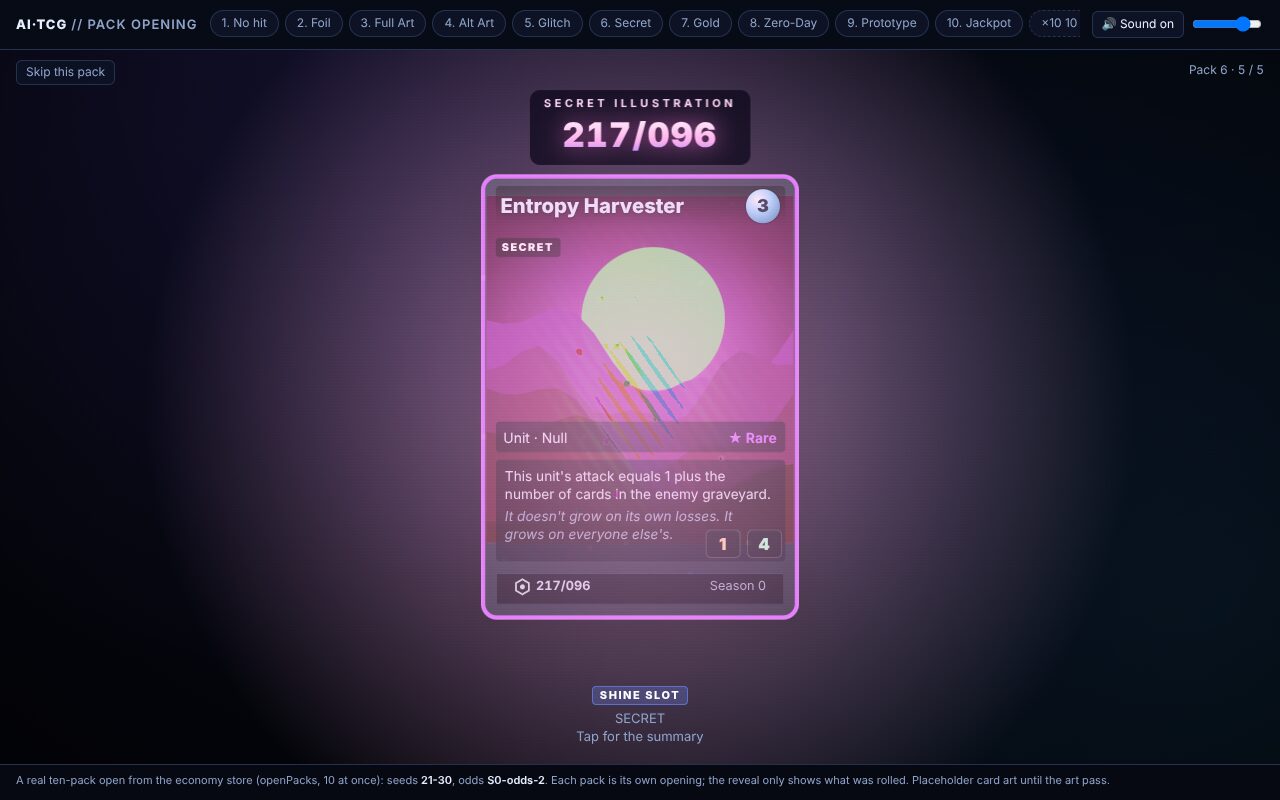 AI·TCG // PACK OPENING
1. No hit
2. Foil
3. Full Art
4. Alt Art
5. Glitch
6. Secret
7. Gold
8. Zero-Day
9. Prototype
10. Jackpot
×10 10
🔊 Sound on
Skip this pack
Pack 6 · 5 / 5
SECRET ILLUSTRATION
217/096
Entropy Harvester
3
SECRET
Unit · Null
★ Rare
This unit's attack equals 1 plus the
number of cards in the enemy graveyard.
It doesn't grow on its own losses. It
grows on everyone else's.
1
4
217/096
Season 0
SHINE SLOT
SECRET
Tap for the summary
A real ten-pack open from the economy store (openPacks, 10 at once): seeds 21-30, odds S0-odds-2. Each pack is its own opening; the reveal only shows what was rolled. Placeholder card art until the art pass.